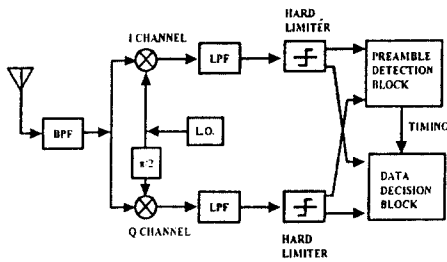 HARD
LIMITER
I CHANNEL
LPF
PREAMBLE
DETECTION
BLOCK
BPF
L.O.
TIMING
π/2
DATA
DECISION
BLOCK
LPF
Q CHANNEL
HARD
LIMITER